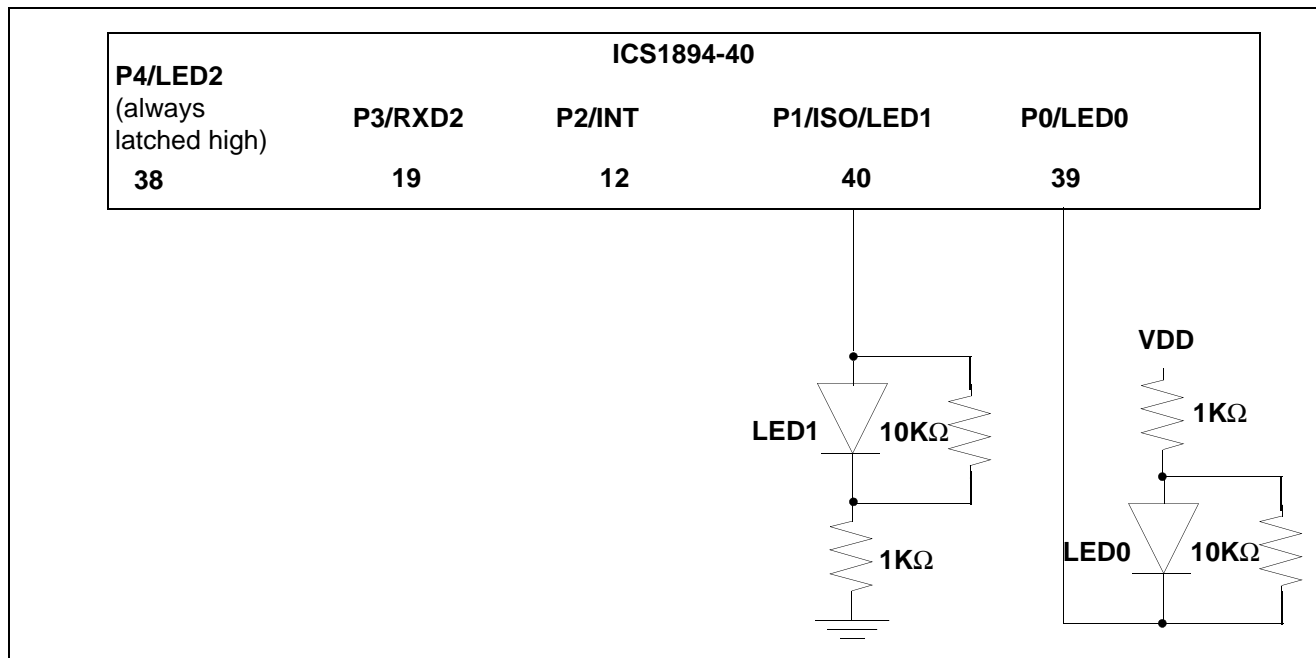 ICS1894-40
P4/LED2
(always
latched high)
P3/RXD2
P2/INT
P1/ISO/LED1
P0/LED0
38
19
12
40
39
VDD
1KΩ
LED1
10KΩ
1KΩ
LED0
10KΩ